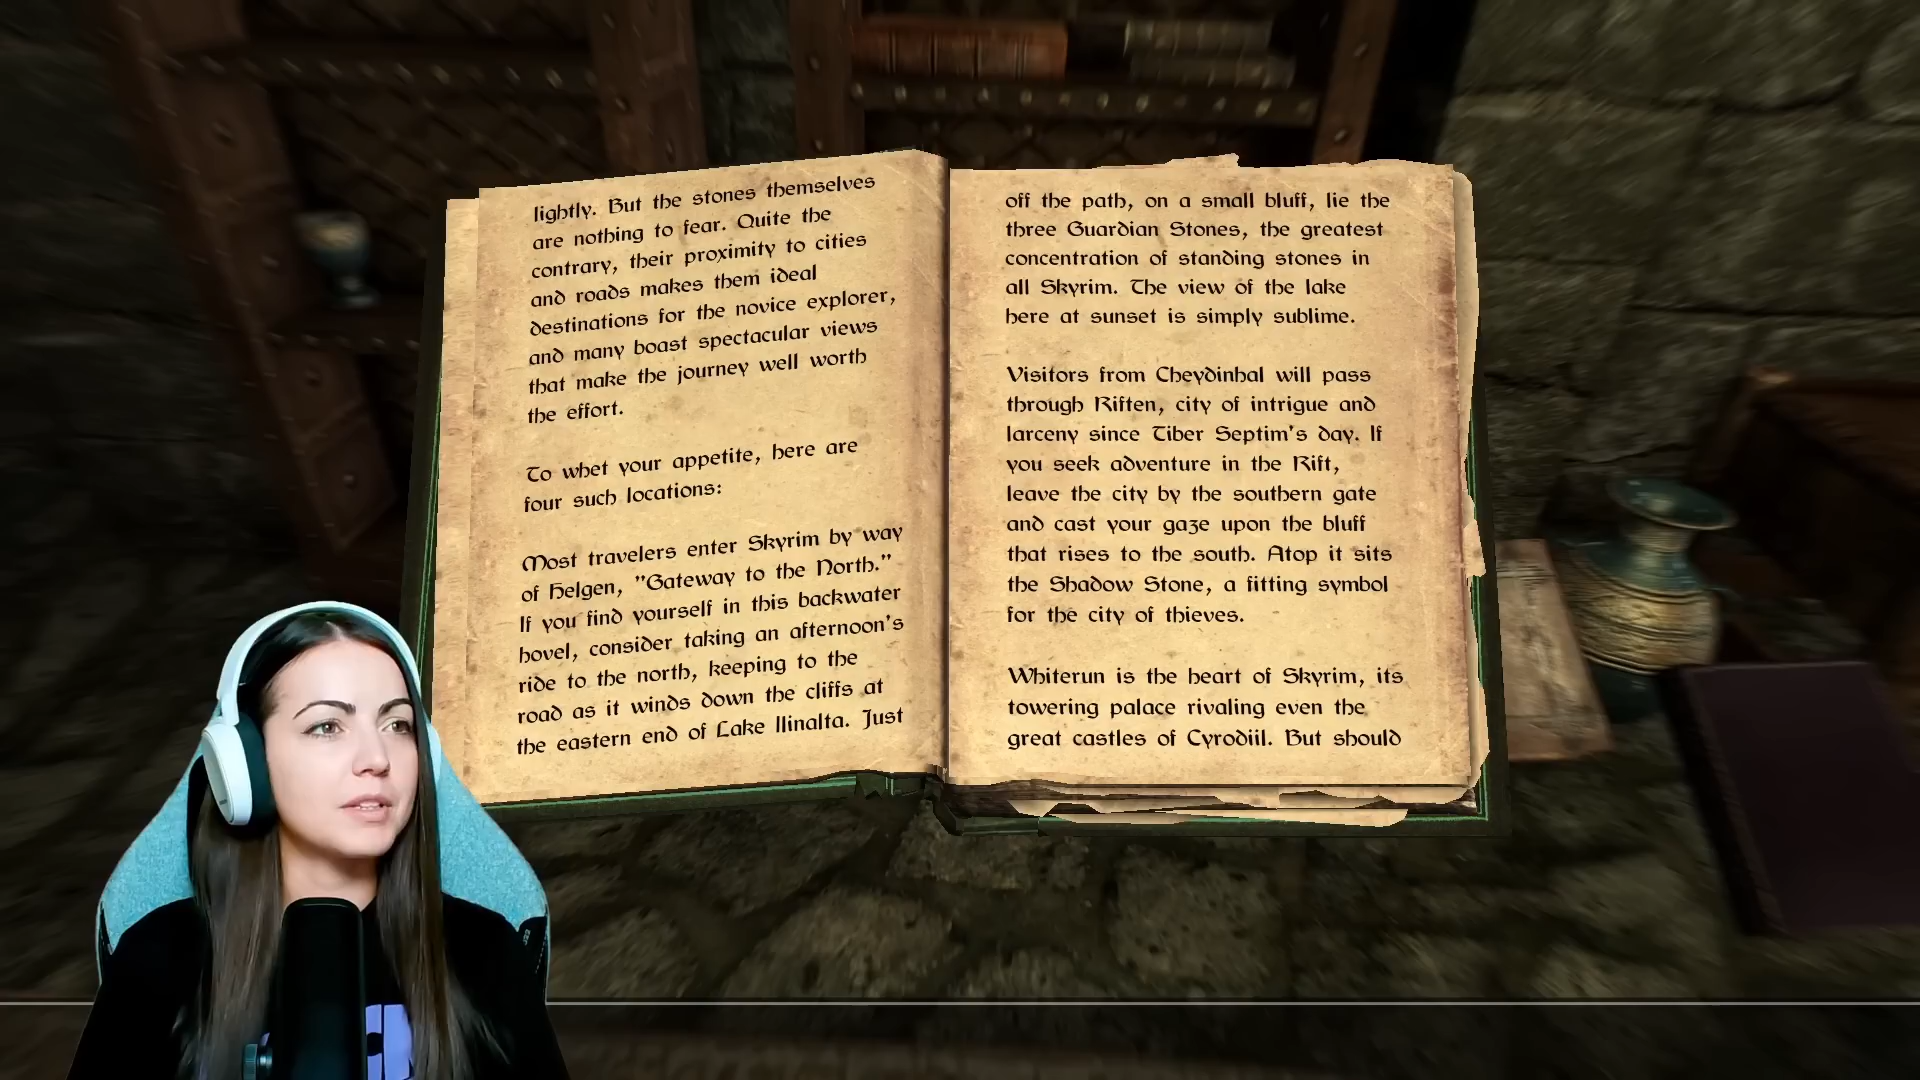 lightly. But the stones themselves
are nothing to fear. Quite the
contrary, their proximity to cities
and roads makes them ideal
destinations for the novice explorer,
and many boast spectacular views
that make the journey well worth
the effort.
To whet your appetite, here are
four such locations:
Most travelers enter Skyrim by way
of Helgen, "Gateway to the North."
If you find yourself in this backwater
hovel, consider taking an afternoon's
ride to the north, keeping to the
road as it winds down the cliffs at
the eastern end of Lake Ilinalta. Just
off the path, on a small bluff, lie the
three Guardian Stones, the greatest
concentration of standing stones in
all Skyrim. The view of the lake
here at sunset is simply sublime.
Visitors from Cheydinhal will pass
through Riften, city of intrigue and
larceny since Tiber Septim's day. If
you seek adventure in the Rift,
leave the city by the southern gate
and cast your gaze upon the bluff
that rises to the south. Atop it sits
the Shadow Stone, a fitting symbol
for the city of thieves.
Whiterun is the heart of Skyrim, its
towering palace rivaling even the
great castles of Cyrodiil. But should